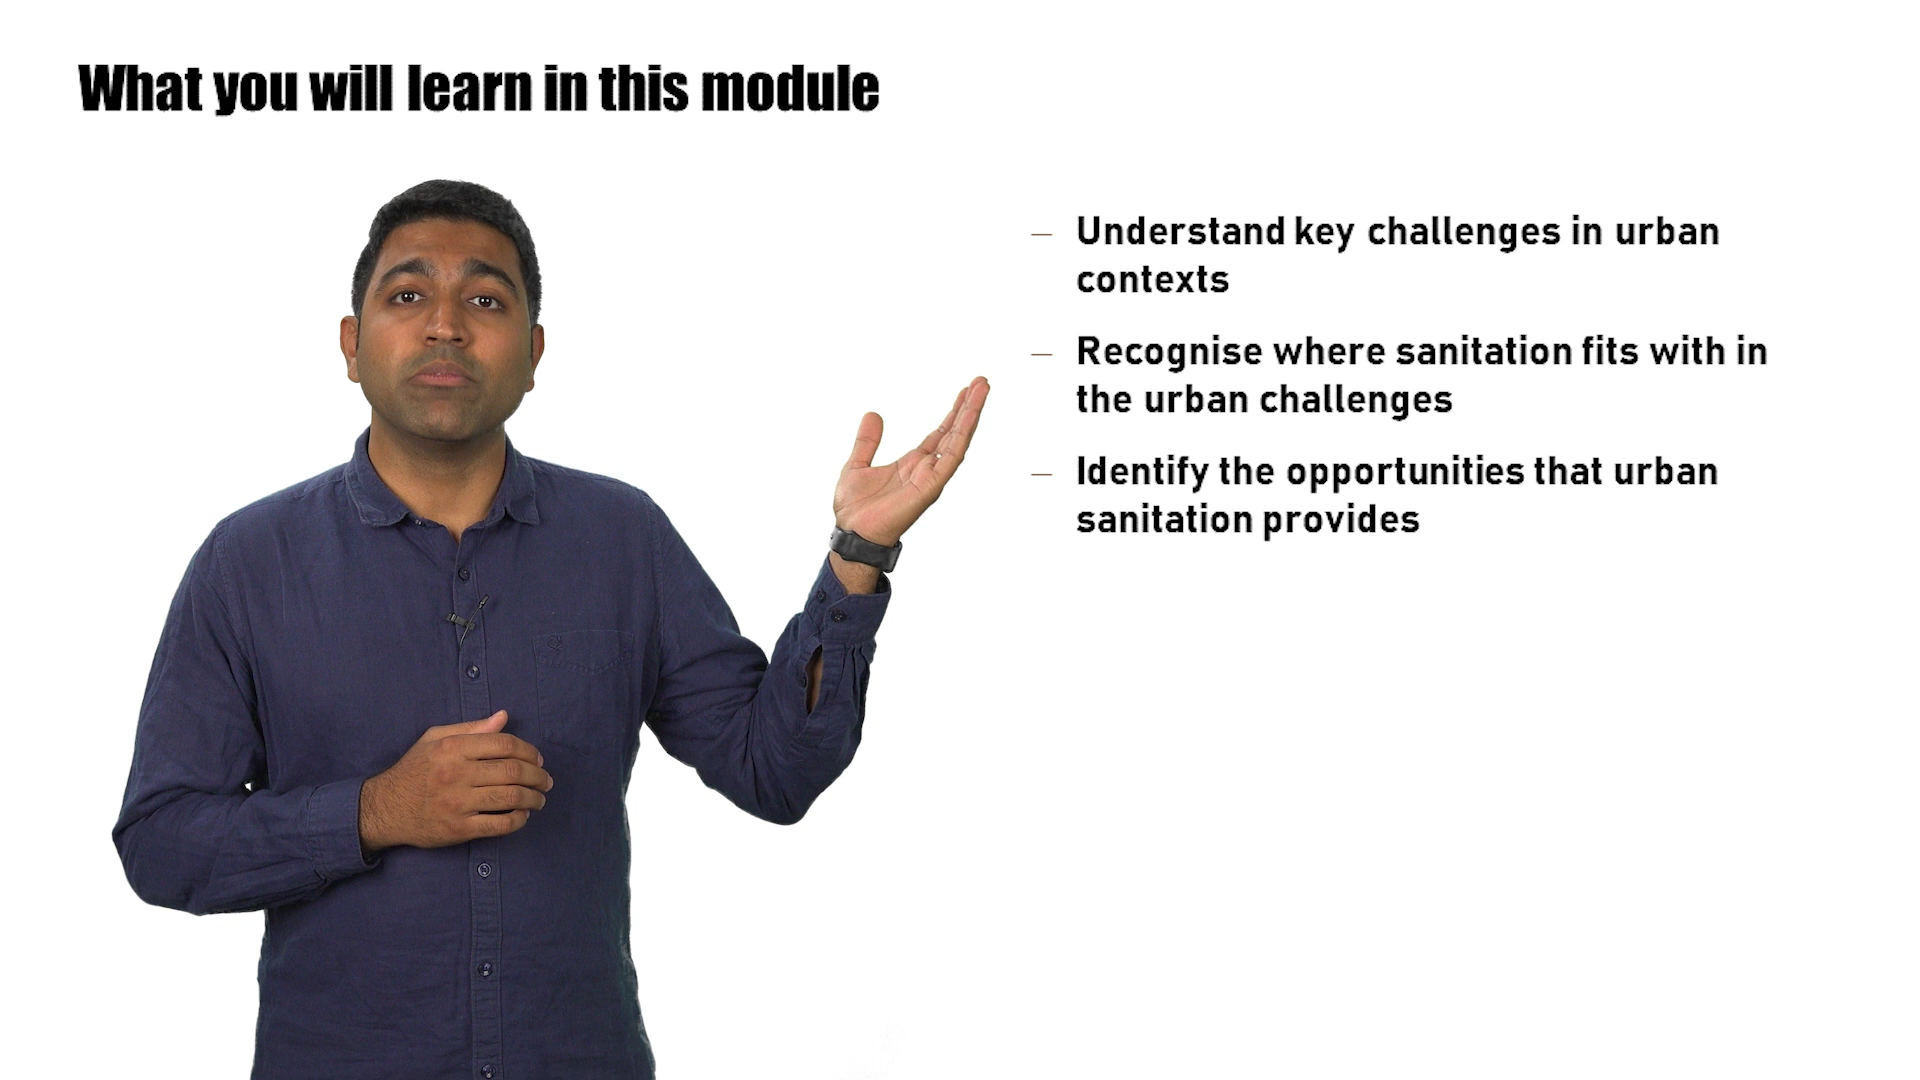 What you will learn in this module
– Understand key challenges in urban
contexts
– Recognise where sanitation fits with in
the urban challenges
– Identify the opportunities that urban
sanitation provides